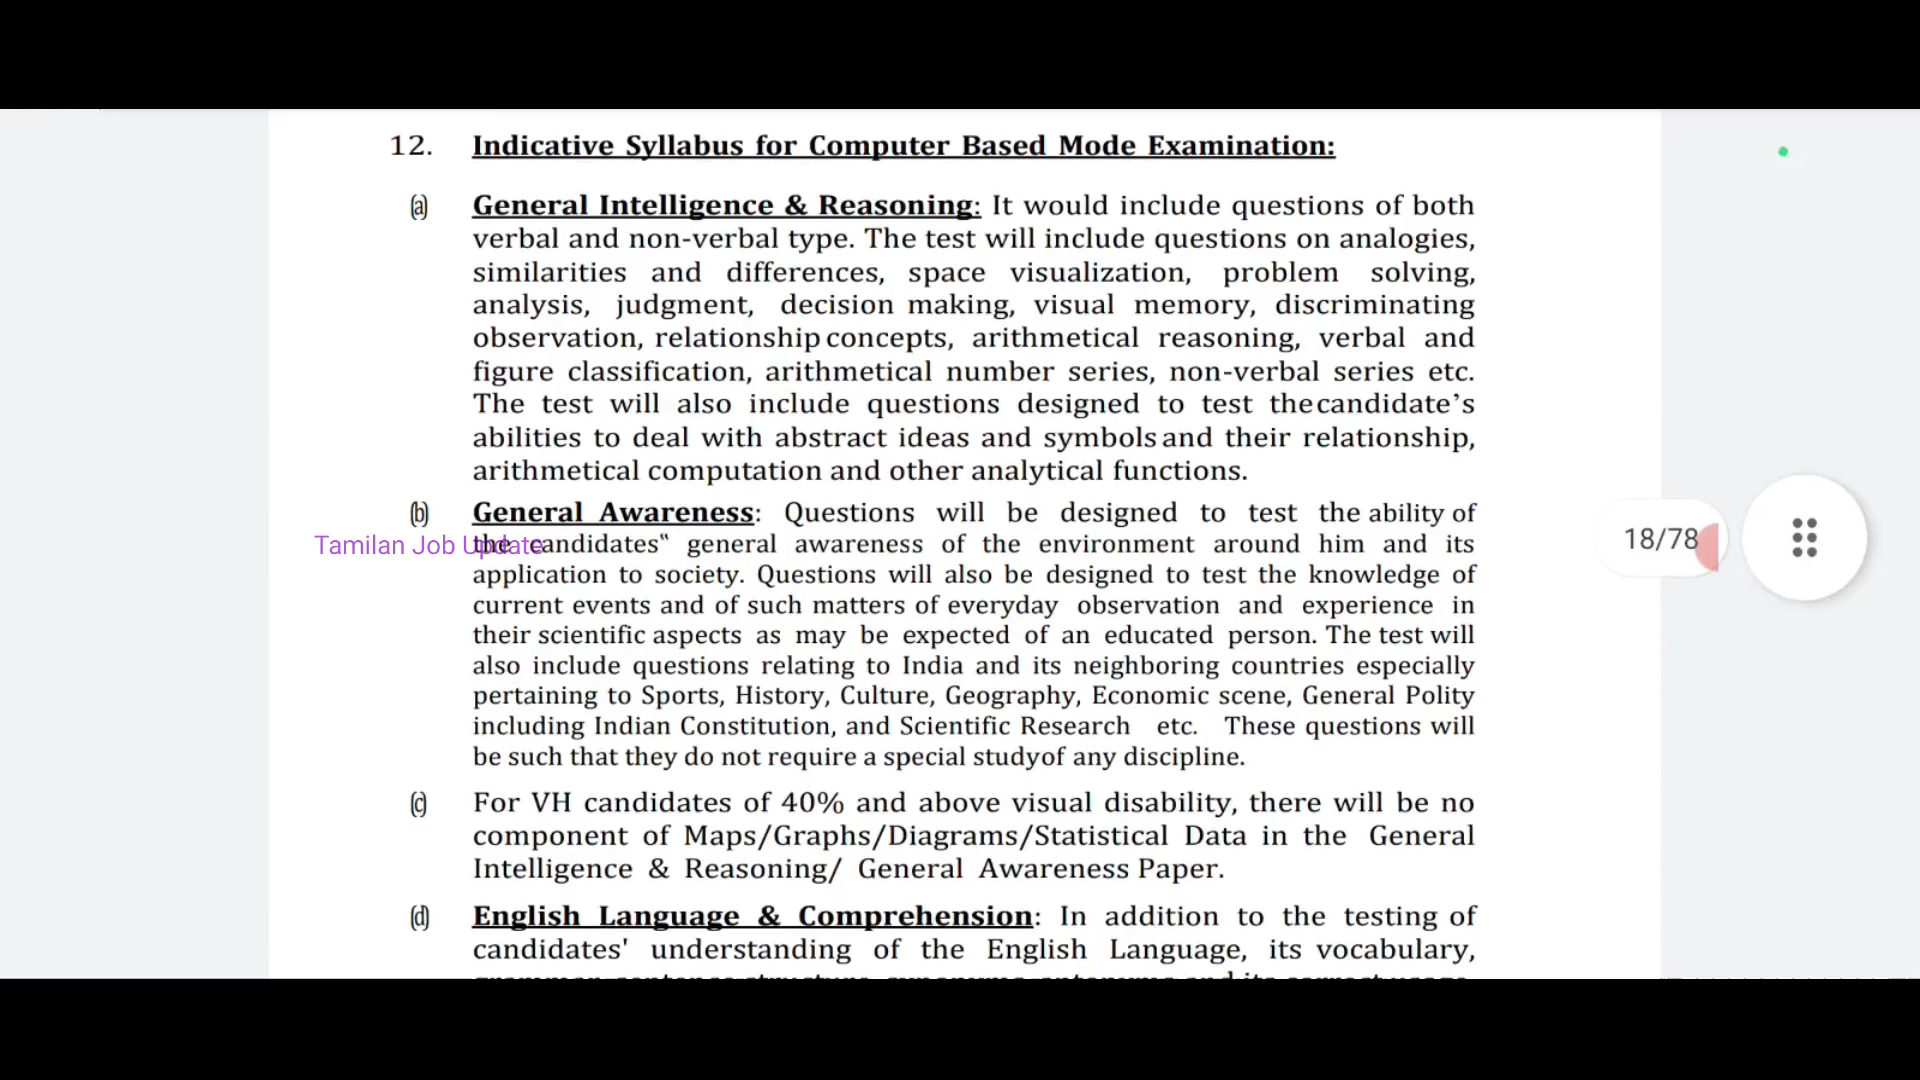 12. Indicative Syllabus for Computer Based Mode Examination:
(a) General Intelligence & Reasoning: It would include questions of both
verbal and non-verbal type. The test will include questions on analogies,
similarities and differences, space visualization, problem solving,
analysis, judgment, decision making, visual memory, discriminating
observation, relationship concepts, arithmetical reasoning, verbal and
figure classification, arithmetical number series, non-verbal series etc.
The test will also include questions designed to test thecandidate’s
abilities to deal with abstract ideas and symbols and their relationship,
arithmetical computation and other analytical functions.
(b) General Awareness: Questions will be designed to test the ability of
Tamilan Job Update
the candidates‟ general awareness of the environment around him and its
application to society. Questions will also be designed to test the knowledge of
current events and of such matters of everyday observation and experience in
their scientific aspects as may be expected of an educated person. The test will
also include questions relating to India and its neighboring countries especially
pertaining to Sports, History, Culture, Geography, Economic scene, General Polity
including Indian Constitution, and Scientific Research etc. These questions will
be such that they do not require a special studyof any discipline.
18/78
(c) For VH candidates of 40% and above visual disability, there will be no
component of Maps/Graphs/Diagrams/Statistical Data in the General
Intelligence & Reasoning/ General Awareness Paper.
(d) English Language & Comprehension: In addition to the testing of
candidates' understanding of the English Language, its vocabulary,